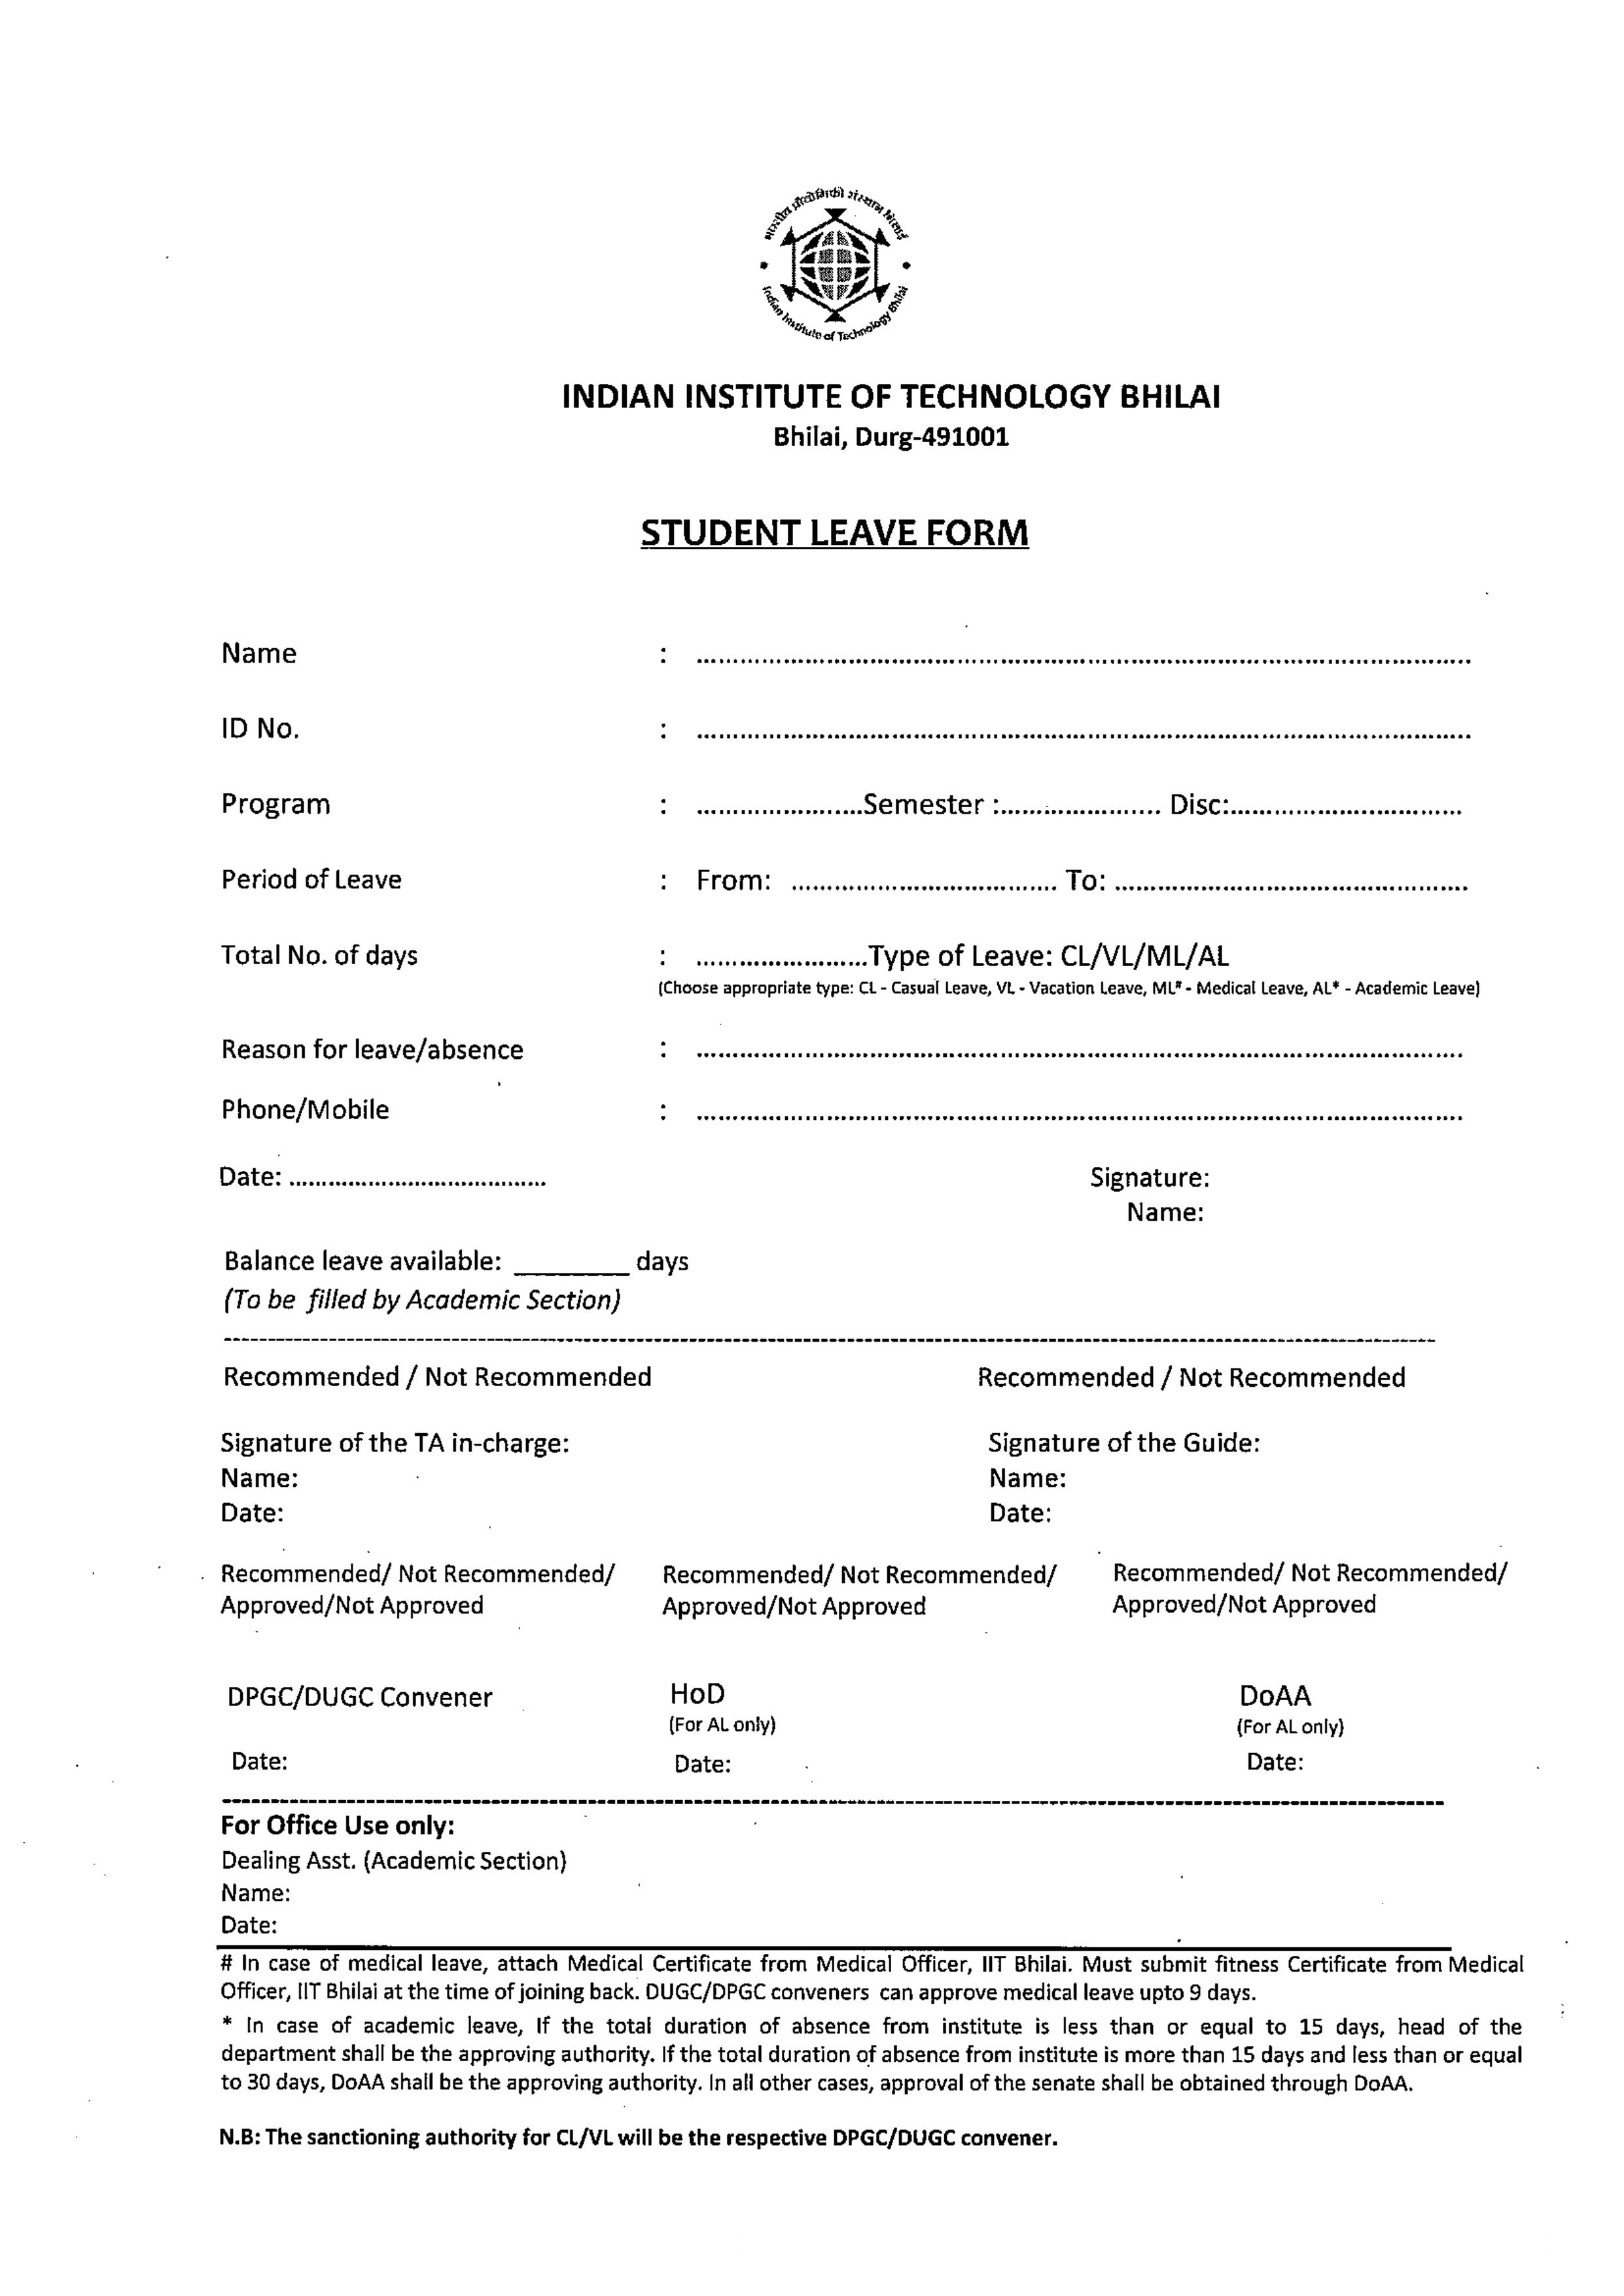 भारतीय प्रौद्योगिकी संस्थान भिलाई
Indian Institute of Technology Bhilai
INDIAN INSTITUTE OF TECHNOLOGY BHILAI
Bhilai, Durg-491001
STUDENT LEAVE FORM
Name : ........................................................................................................
ID No. : ........................................................................................................
Program : .......................Semester :...................... Disc:................................
Period of Leave : From: ..................................... To: .................................................
Total No. of days : ........................Type of Leave: CL/VL/ML/AL
(Choose appropriate type: CL - Casual Leave, VL - Vacation Leave, ML# - Medical Leave, AL* - Academic Leave)
Reason for leave/absence : ........................................................................................................
Phone/Mobile : ........................................................................................................
Date: .................................... Signature:
Name:
Balance leave available: ________ days
(To be filled by Academic Section)
Recommended / Not Recommended Recommended / Not Recommended
Signature of the TA in-charge: Signature of the Guide:
Name: Name:
Date: Date:
Recommended/ Not Recommended/ Recommended/ Not Recommended/ Recommended/ Not Recommended/
Approved/Not Approved Approved/Not Approved Approved/Not Approved
DPGC/DUGC Convener HoD DoAA
(For AL only) (For AL only)
Date: Date: Date:
For Office Use only:
Dealing Asst. (Academic Section)
Name:
Date:
# In case of medical leave, attach Medical Certificate from Medical Officer, IIT Bhilai. Must submit fitness Certificate from Medical
Officer, IIT Bhilai at the time of joining back. DUGC/DPGC conveners can approve medical leave upto 9 days.
* In case of academic leave, If the total duration of absence from institute is less than or equal to 15 days, head of the
department shall be the approving authority. If the total duration of absence from institute is more than 15 days and less than or equal
to 30 days, DoAA shall be the approving authority. In all other cases, approval of the senate shall be obtained through DoAA.
N.B: The sanctioning authority for CL/VL will be the respective DPGC/DUGC convener.